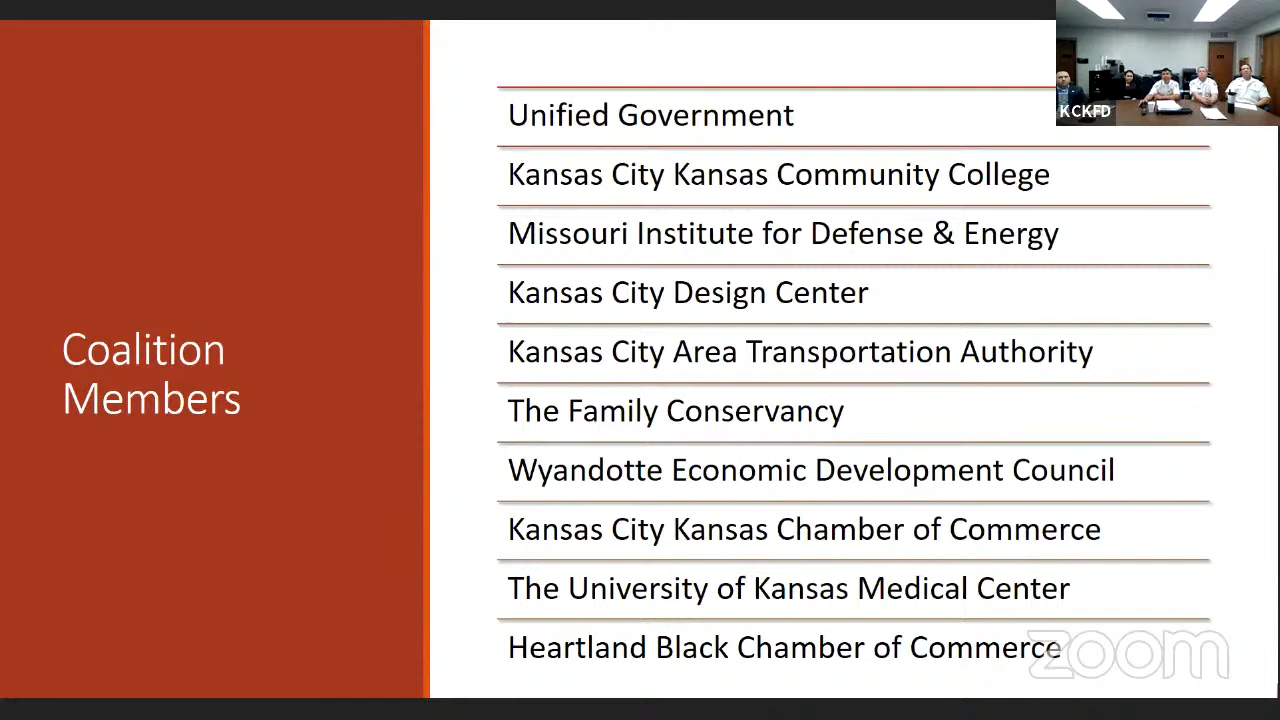 KCKFD
Coalition
Members
Unified Government
Kansas City Kansas Community College
Missouri Institute for Defense & Energy
Kansas City Design Center
Kansas City Area Transportation Authority
The Family Conservancy
Wyandotte Economic Development Council
Kansas City Kansas Chamber of Commerce
The University of Kansas Medical Center
Heartland Black Chamber of Commerce
zoom